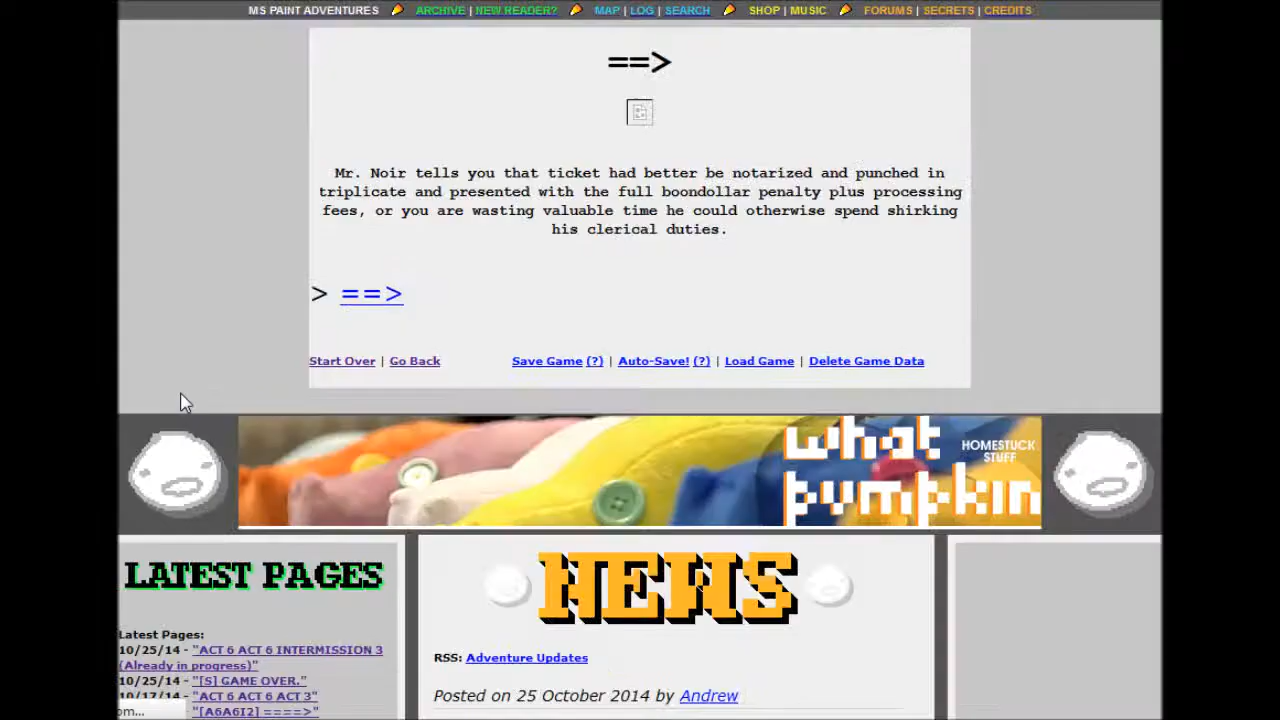 MS PAINT ADVENTURES ARCHIVE | NEW READER? MAP | LOG | SEARCH SHOP | MUSIC FORUMS | SECRETS | CREDITS
==>
Mr. Noir tells you that ticket had better be notarized and punched in
triplicate and presented with the full boondollar penalty plus processing
fees, or you are wasting valuable time he could otherwise spend shirking
his clerical duties.
> ==>
Start Over | Go Back Save Game (?) | Auto-Save! (?) | Load Game | Delete Game Data
what
pumpkin
HOMESTUCK
STUFF
LATEST PAGES
Latest Pages:
10/25/14 - "ACT 6 ACT 6 INTERMISSION 3
(Already in progress)"
10/25/14 - "[S] GAME OVER."
10/17/14 - "ACT 6 ACT 6 ACT 3"
"[A6A6I2] ====>"
om...
NEWS
RSS: Adventure Updates
Posted on 25 October 2014 by Andrew